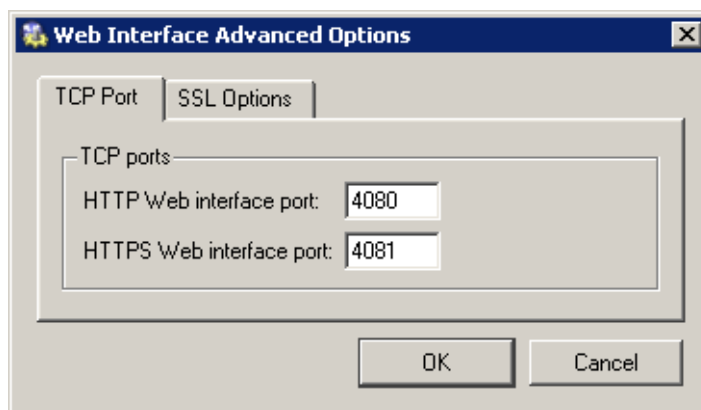 Web Interface Advanced Options
TCP Port
SSL Options
TCP ports
HTTP Web interface port: 4080
HTTPS Web interface port: 4081
OK
Cancel